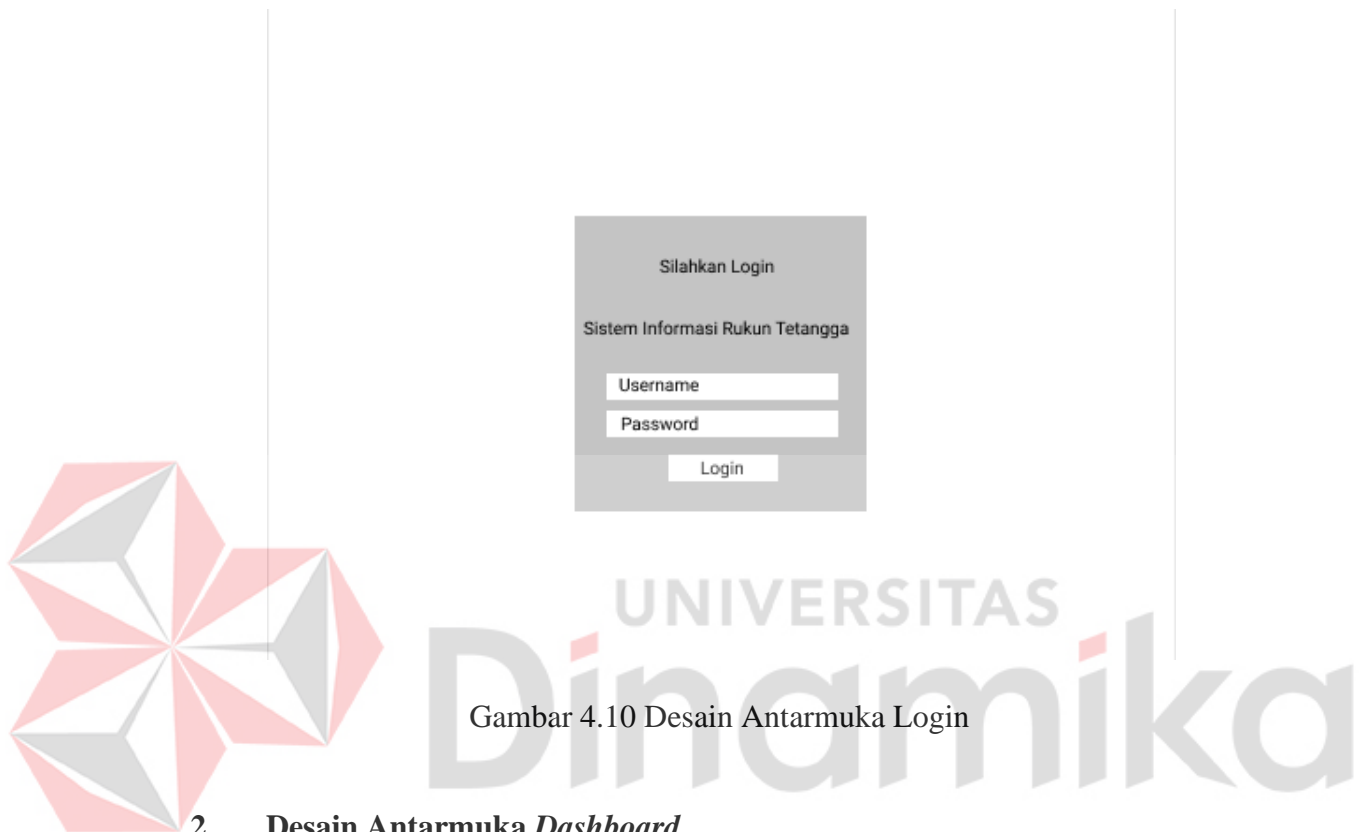 Silahkan Login
Sistem Informasi Rukun Tetangga
Username
Password
Login
UNIVERSITAS
Dinamika
Gambar 4.10 Desain Antarmuka Login
2 Desain Antarmuka Dashboard